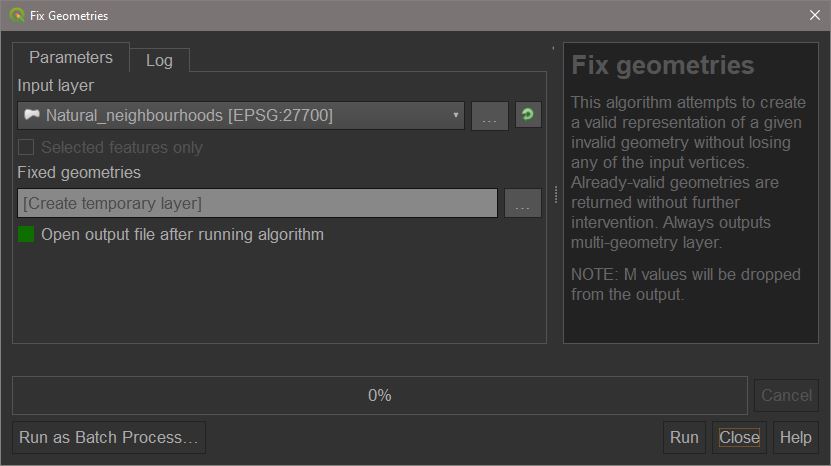 Fix Geometries
Parameters
Log
Input layer
Natural_neighbourhoods [EPSG:27700]
...
Selected features only
Fixed geometries
[Create temporary layer]
...
Open output file after running algorithm
Fix geometries
This algorithm attempts to create
a valid representation of a given
invalid geometry without losing
any of the input vertices.
Already-valid geometries are
returned without further
intervention. Always outputs
multi-geometry layer.
NOTE: M values will be dropped
from the output.
0%
Cancel
Run as Batch Process...
Run
Close
Help